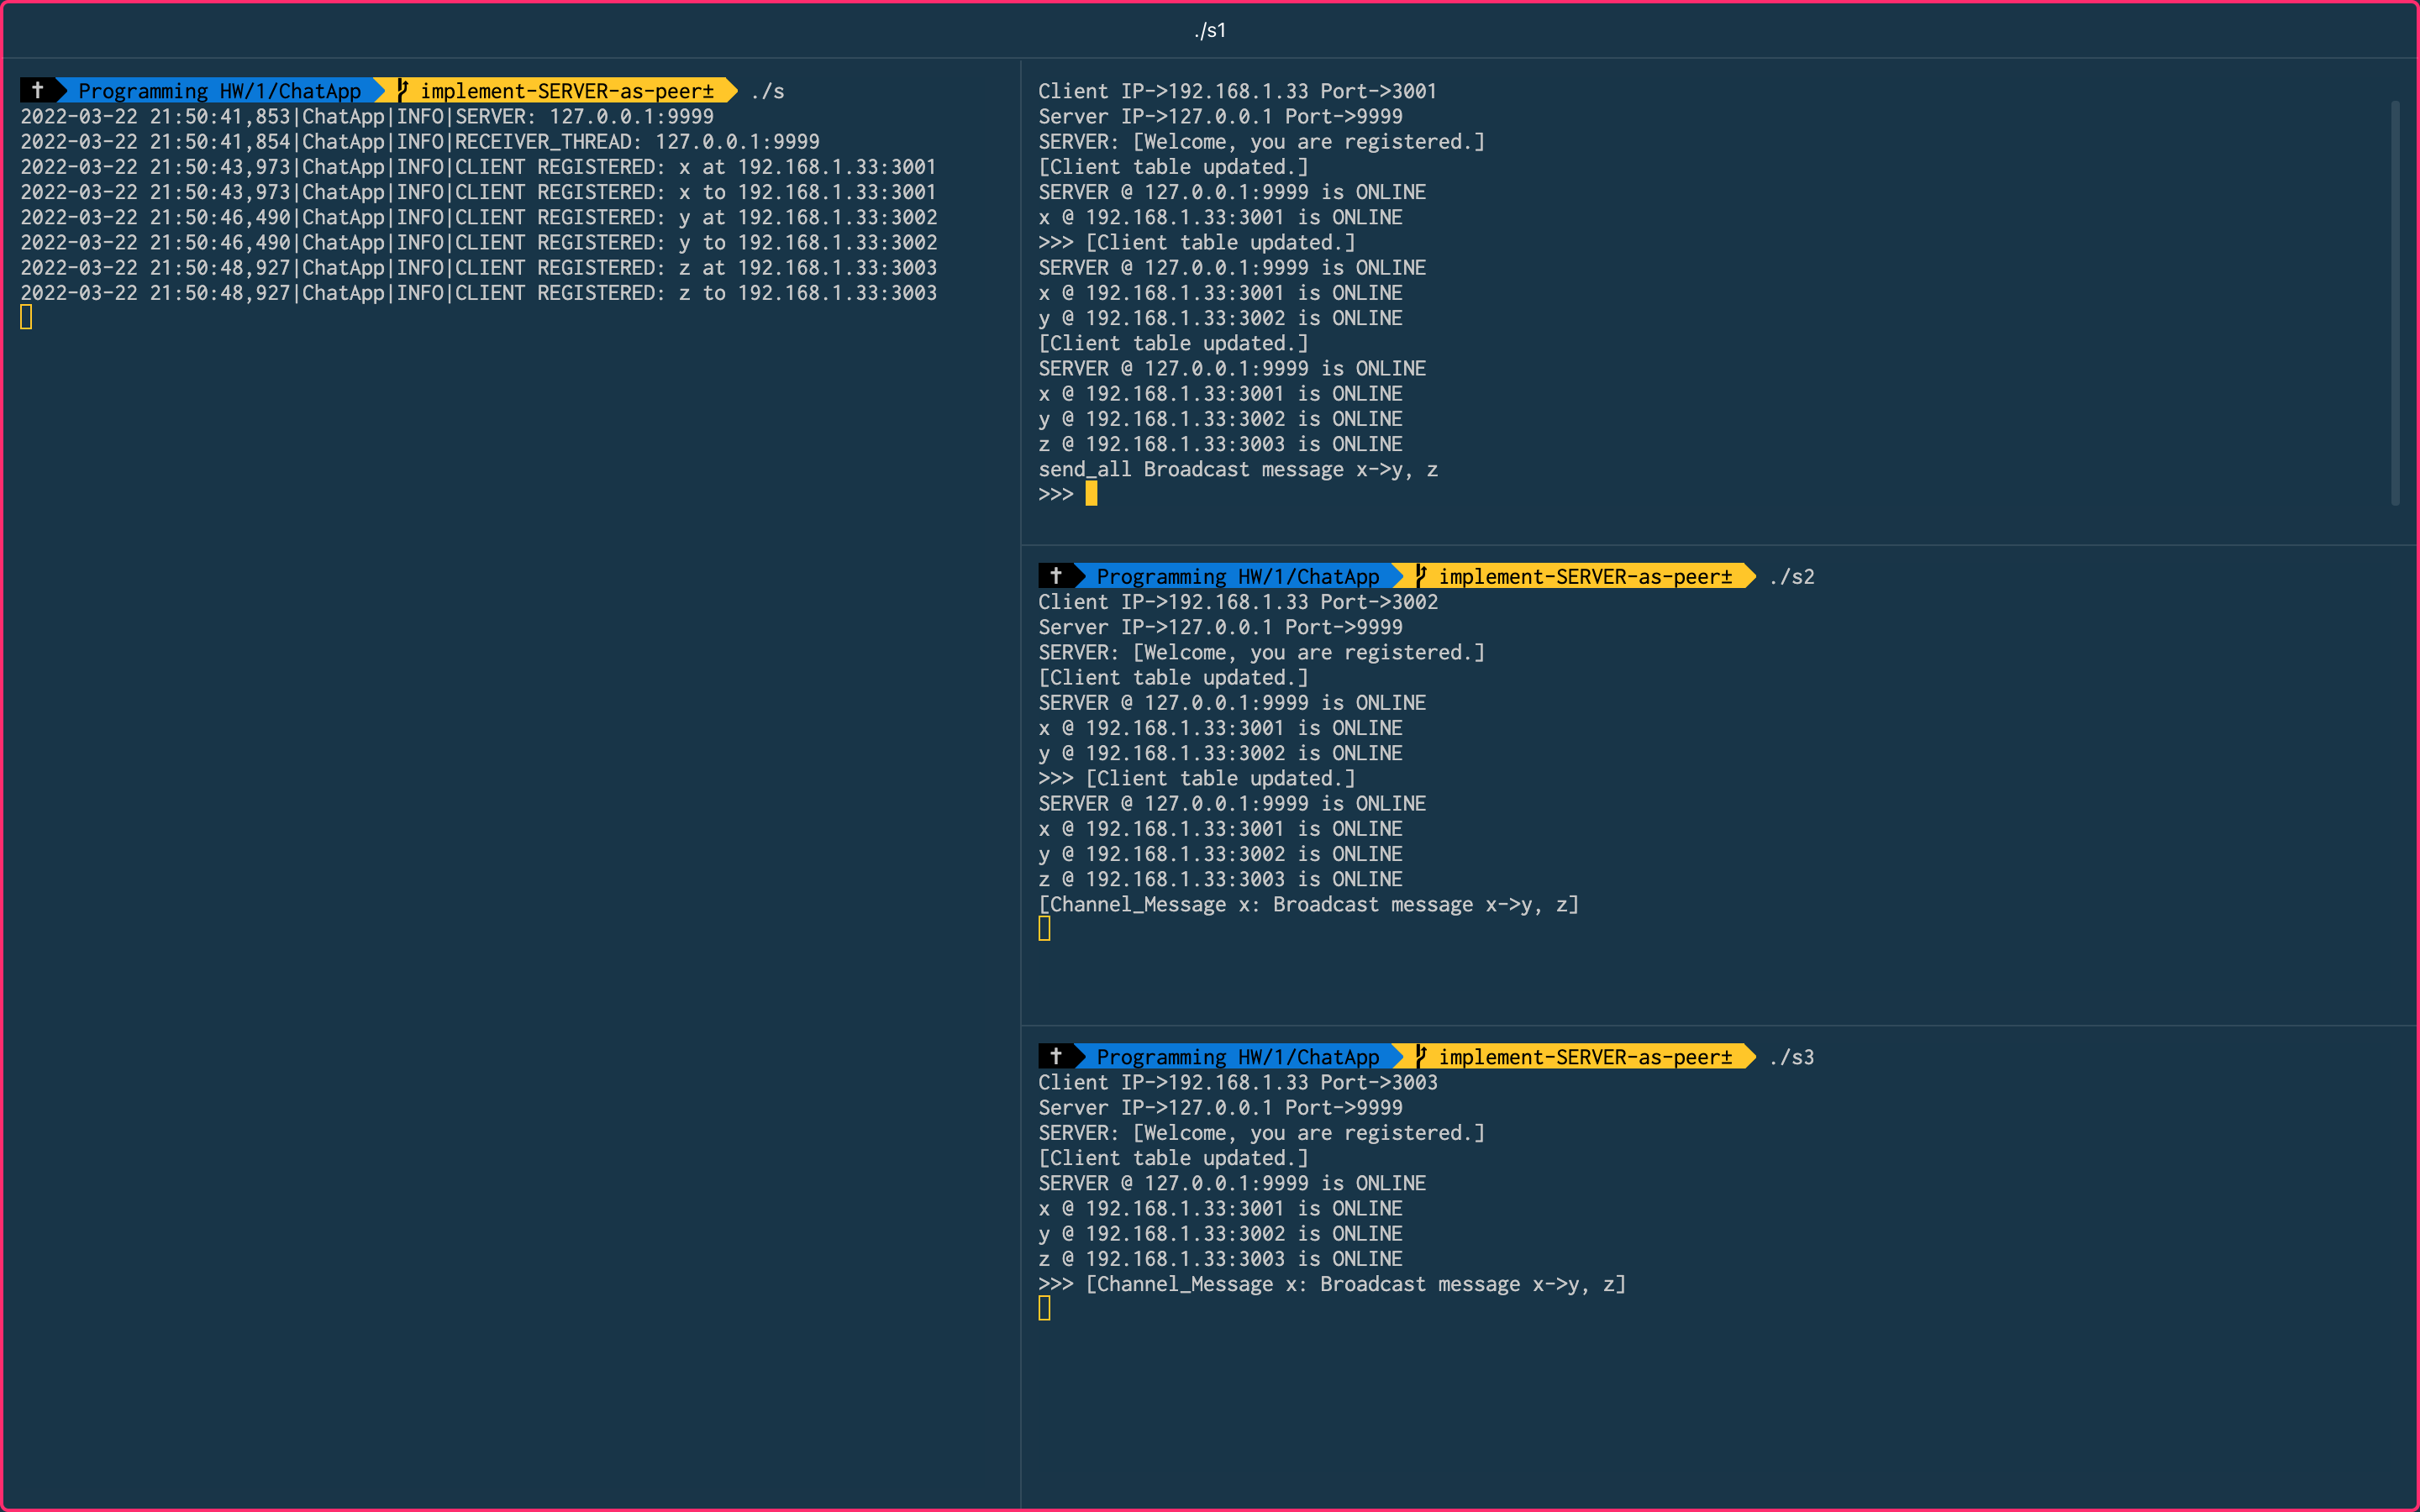 ./s1
✝ Programming HW/1/ChatApp implement-SERVER-as-peer± ./s
2022-03-22 21:50:41,853|ChatApp|INFO|SERVER: 127.0.0.1:9999
2022-03-22 21:50:41,854|ChatApp|INFO|RECEIVER_THREAD: 127.0.0.1:9999
2022-03-22 21:50:43,973|ChatApp|INFO|CLIENT REGISTERED: x at 192.168.1.33:3001
2022-03-22 21:50:43,973|ChatApp|INFO|CLIENT REGISTERED: x to 192.168.1.33:3001
2022-03-22 21:50:46,490|ChatApp|INFO|CLIENT REGISTERED: y at 192.168.1.33:3002
2022-03-22 21:50:46,490|ChatApp|INFO|CLIENT REGISTERED: y to 192.168.1.33:3002
2022-03-22 21:50:48,927|ChatApp|INFO|CLIENT REGISTERED: z at 192.168.1.33:3003
2022-03-22 21:50:48,927|ChatApp|INFO|CLIENT REGISTERED: z to 192.168.1.33:3003
Client IP->192.168.1.33 Port->3001
Server IP->127.0.0.1 Port->9999
SERVER: [Welcome, you are registered.]
[Client table updated.]
SERVER @ 127.0.0.1:9999 is ONLINE
x @ 192.168.1.33:3001 is ONLINE
>>> [Client table updated.]
SERVER @ 127.0.0.1:9999 is ONLINE
x @ 192.168.1.33:3001 is ONLINE
y @ 192.168.1.33:3002 is ONLINE
[Client table updated.]
SERVER @ 127.0.0.1:9999 is ONLINE
x @ 192.168.1.33:3001 is ONLINE
y @ 192.168.1.33:3002 is ONLINE
z @ 192.168.1.33:3003 is ONLINE
send_all Broadcast message x->y, z
>>>
✝ Programming HW/1/ChatApp implement-SERVER-as-peer± ./s2
Client IP->192.168.1.33 Port->3002
Server IP->127.0.0.1 Port->9999
SERVER: [Welcome, you are registered.]
[Client table updated.]
SERVER @ 127.0.0.1:9999 is ONLINE
x @ 192.168.1.33:3001 is ONLINE
y @ 192.168.1.33:3002 is ONLINE
>>> [Client table updated.]
SERVER @ 127.0.0.1:9999 is ONLINE
x @ 192.168.1.33:3001 is ONLINE
y @ 192.168.1.33:3002 is ONLINE
z @ 192.168.1.33:3003 is ONLINE
[Channel_Message x: Broadcast message x->y, z]
✝ Programming HW/1/ChatApp implement-SERVER-as-peer± ./s3
Client IP->192.168.1.33 Port->3003
Server IP->127.0.0.1 Port->9999
SERVER: [Welcome, you are registered.]
[Client table updated.]
SERVER @ 127.0.0.1:9999 is ONLINE
x @ 192.168.1.33:3001 is ONLINE
y @ 192.168.1.33:3002 is ONLINE
z @ 192.168.1.33:3003 is ONLINE
>>> [Channel_Message x: Broadcast message x->y, z]